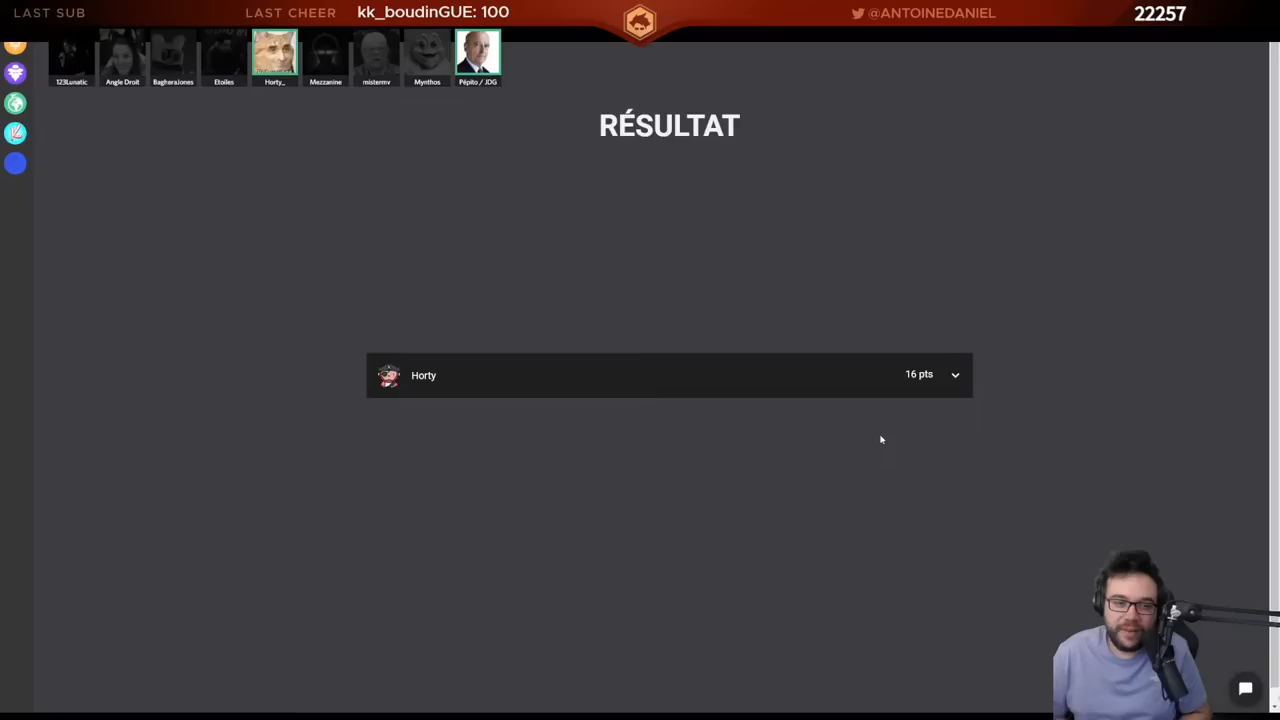 LAST SUB
LAST CHEER kk_boudinGUE: 100
@ANTOINEDANIEL
22257
123Lunatic
Angle Droit
BagheraJones
Etoiles
Horty_
Mezzanine
mistermv
Mynthos
Pépito / JDG
RÉSULTAT
Horty
16 pts